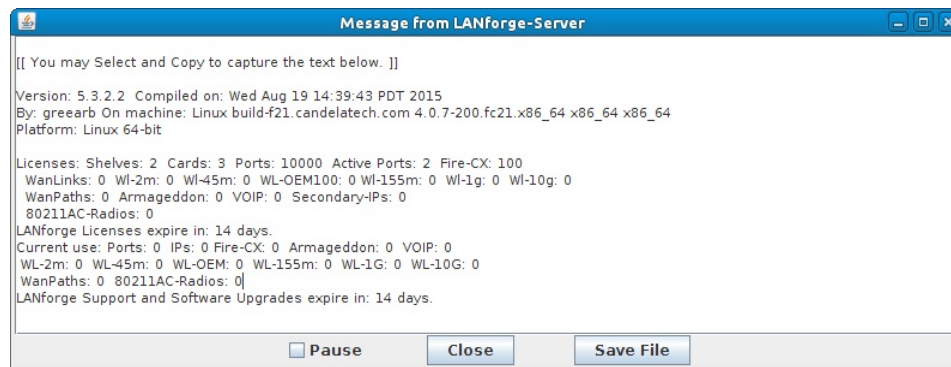 Message from LANforge-Server
[[ You may Select and Copy to capture the text below. ]]
Version: 5.3.2.2  Compiled on: Wed Aug 19 14:39:43 PDT 2015
By: greearb On machine: Linux build-f21.candelatech.com 4.0.7-200.fc21.x86_64 x86_64 x86_64
Platform: Linux 64-bit
Licenses: Shelves: 2  Cards: 3  Ports: 10000  Active Ports: 2  Fire-CX: 100
WanLinks: 0  Wl-2m: 0  Wl-45m: 0  WL-OEM100: 0 Wl-155m: 0  Wl-1g: 0  Wl-10g: 0
WanPaths: 0  Armageddon: 0  VOIP: 0  Secondary-IPs: 0
80211AC-Radios: 0
LANforge Licenses expire in: 14 days.
Current use: Ports: 0  IPs: 0 Fire-CX: 0  Armageddon: 0  VOIP: 0
WL-2m: 0  WL-45m: 0  WL-OEM: 0  WL-155m: 0  WL-1G: 0  WL-10G: 0
WanPaths: 0  80211AC-Radios: 0
LANforge Support and Software Upgrades expire in: 14 days.
Pause Close Save File